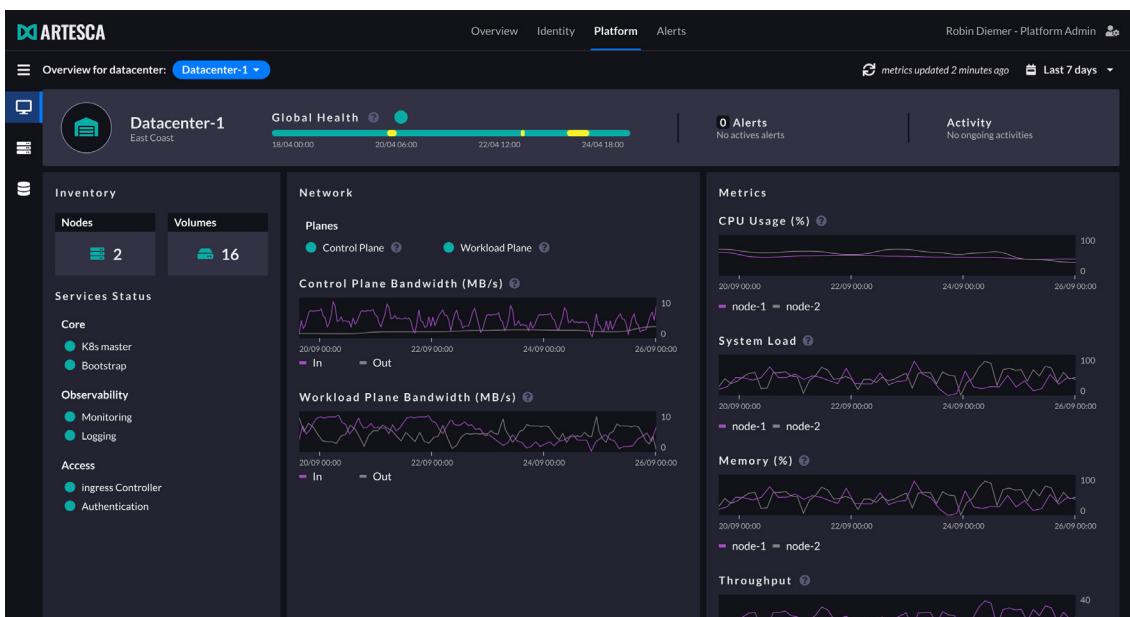 ARTESCA
Overview Identity Platform Alerts
Robin Diemer - Platform Admin
Overview for datacenter: Datacenter-1
metrics updated 2 minutes ago Last 7 days
Datacenter-1
East Coast
Global Health ?
18/04 00:00 20/04 06:00 22/04 12:00 24/04 18:00
0 Alerts
No actives alerts
Activity
No ongoing activities
Inventory
Nodes Volumes
2 16
Services Status
Core
K8s master
Bootstrap
Observability
Monitoring
Logging
Access
ingress Controller
Authentication
Network
Planes
Control Plane ? Workload Plane ?
Control Plane Bandwidth (MB/s) ?
10
0
20/09 00:00 22/09 00:00 24/09 00:00 26/09 00:00
In Out
Workload Plane Bandwidth (MB/s) ?
10
0
20/09 00:00 22/09 00:00 24/09 00:00 26/09 00:00
In Out
Metrics
CPU Usage (%) ?
100
0
20/09 00:00 22/09 00:00 24/09 00:00 26/09 00:00
node-1 node-2
System Load ?
100
0
20/09 00:00 22/09 00:00 24/09 00:00 26/09 00:00
node-1 node-2
Memory (%) ?
100
0
20/09 00:00 22/09 00:00 24/09 00:00 26/09 00:00
node-1 node-2
Throughput ?
40